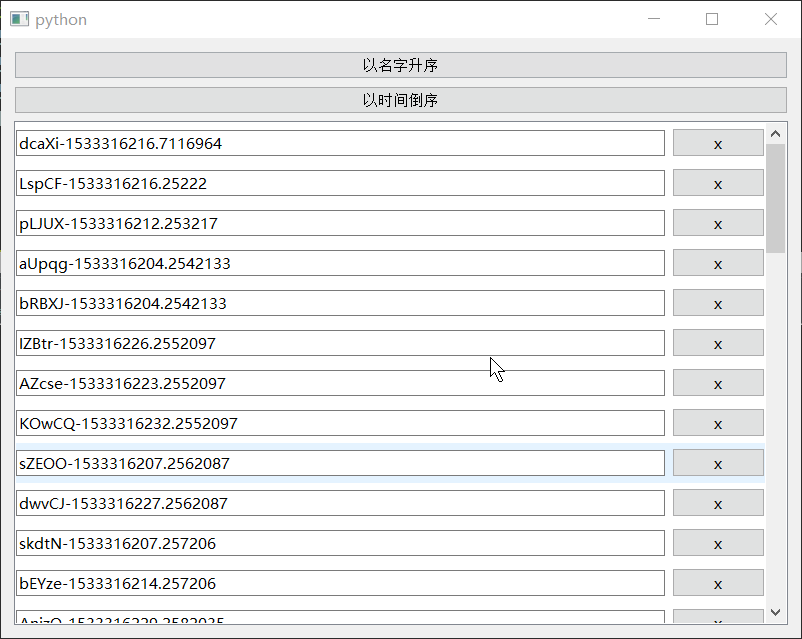 python
以名字升序
以时间倒序
dcaXi-1533316216.7116964 x
LspCF-1533316216.25222 x
pLJUX-1533316212.253217 x
aUpqg-1533316204.2542133 x
bRBXJ-1533316204.2542133 x
IZBtr-1533316226.2552097 x
AZcse-1533316223.2552097 x
KOwCQ-1533316232.2552097 x
sZEOO-1533316207.2562087 x
dwvCJ-1533316227.2562087 x
skdtN-1533316207.257206 x
bEYze-1533316214.257206 x